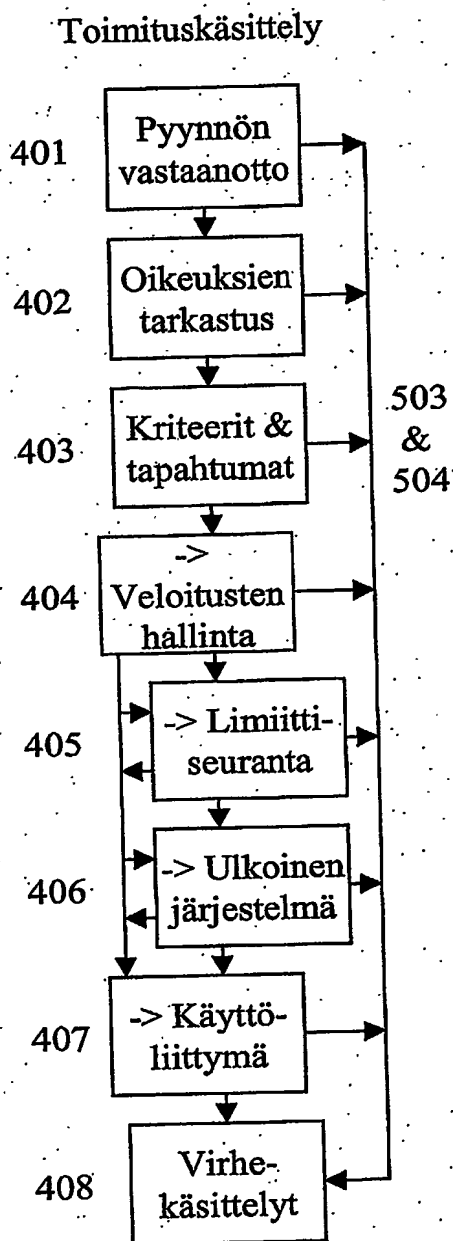 Toimituskäsittely
401
Pyynnön
vastaanotto
402
Oikeuksien
tarkastus
403
Kriteerit &
tapahtumat
503
&
504
404
->
Veloitusten
hallinta
405
-> Limiitti-
seuranta
406
-> Ulkoinen
järjestelmä
407
-> Käyttö-
liittymä
408
Virhe-
käsittelyt